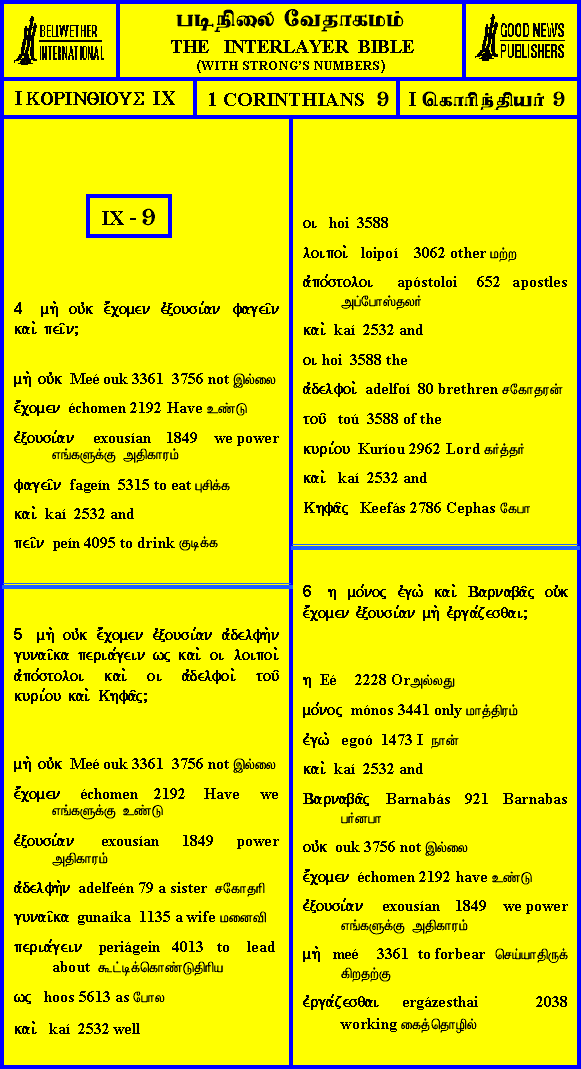 BELLWETHER
INTERNATIONAL
படிநிலை வேதாகமம்
THE INTERLAYER BIBLE
(WITH STRONG'S NUMBERS)
GOOD NEWS
PUBLISHERS
Ι ΚΟΡΙΝΘΙΟΥΣ ΙΧ
1 CORINTHIANS 9
I கொரிந்தியர் 9
IX - 9
4 μὴ οὐκ ἔχομεν ἐξουσίαν φαγεῖν
καὶ πεῖν;
μὴ οὐκ Meé ouk 3361 3756 not இல்லை
ἔχομεν échomen 2192 Have உண்டு
ἐξουσίαν exousían 1849 we power
எங்களுக்கு அதிகாரம்
φαγεῖν fageín 5315 to eat புசிக்க
καὶ kaí 2532 and
πεῖν peín 4095 to drink குடிக்க
5 μὴ οὐκ ἔχομεν ἐξουσίαν ἀδελφὴν
γυναῖκα περιάγειν ως καὶ οι λοιποὶ
ἀπόστολοι καὶ οι ἀδελφοὶ τοῦ
κυρίου καὶ Κηφᾶς;
μὴ οὐκ Meé ouk 3361 3756 not இல்லை
ἔχομεν échomen 2192 Have we
எங்களுக்கு உண்டு
ἐξουσίαν exousían 1849 power
அதிகாரம்
ἀδελφὴν adelfeén 79 a sister சகோதரி
γυναῖκα gunaíka 1135 a wife மனைவி
περιάγειν periágein 4013 to lead
about கூட்டிக்கொண்டுதிரிய
ως hoos 5613 as போல
καὶ kaí 2532 well
οι hoi 3588
λοιποὶ loipoí 3062 other மற்ற
ἀπόστολοι apóstoloi 652 apostles
அப்போஸ்தலர்
καὶ kaí 2532 and
οι hoi 3588 the
ἀδελφοὶ adelfoí 80 brethren சகோதரன்
τοῦ toú 3588 of the
κυρίου Kuríou 2962 Lord கர்த்தர்
καὶ kaí 2532 and
Κηφᾶς Keefás 2786 Cephas கேபா
6 η μόνος ἐγὼ καὶ Βαρναβᾶς οὐκ
ἔχομεν ἐξουσίαν μὴ ἐργάζεσθαι;
η Eé 2228 Orஅல்லது
μόνος mónos 3441 only மாத்திரம்
ἐγὼ egoó 1473 I நான்
καὶ kaí 2532 and
Βαρναβᾶς Barnabás 921 Barnabas
பர்னபா
οὐκ ouk 3756 not இல்லை
ἔχομεν échomen 2192 have உண்டு
ἐξουσίαν exousían 1849 we power
எங்களுக்கு அதிகாரம்
μὴ meé 3361 to forbear செய்யாதிருக்
கிறதற்கு
ἐργάζεσθαι ergázesthai 2038
working கைத்தொழில்